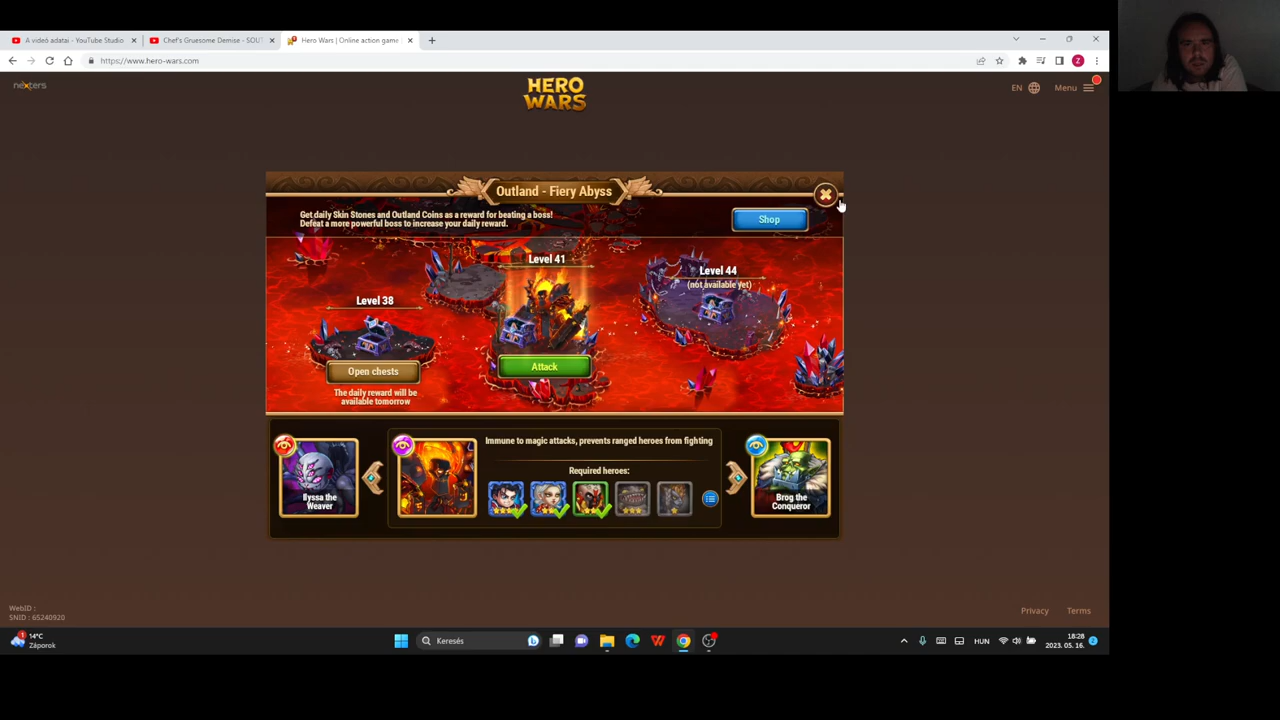 A videó adatai - YouTube Studio
Chef's Gruesome Demise - SOUT
Hero Wars | Online action game
https://www.hero-wars.com
nexters
HERO
WARS
EN
Menu
Outland - Fiery Abyss
Get daily Skin Stones and Outland Coins as a reward for beating a boss!
Defeat a more powerful boss to increase your daily reward.
Shop
Level 41
Level 44
(not available yet)
Level 38
Attack
Open chests
The daily reward will be
available tomorrow
Immune to magic attacks, prevents ranged heroes from fighting
Required heroes:
Ilyssa the
Weaver
Brog the
Conqueror
WebID :
SNID : 65240920
Privacy
Terms
14°C
Záporok
Keresés
HUN
18:28
2023. 05. 16.